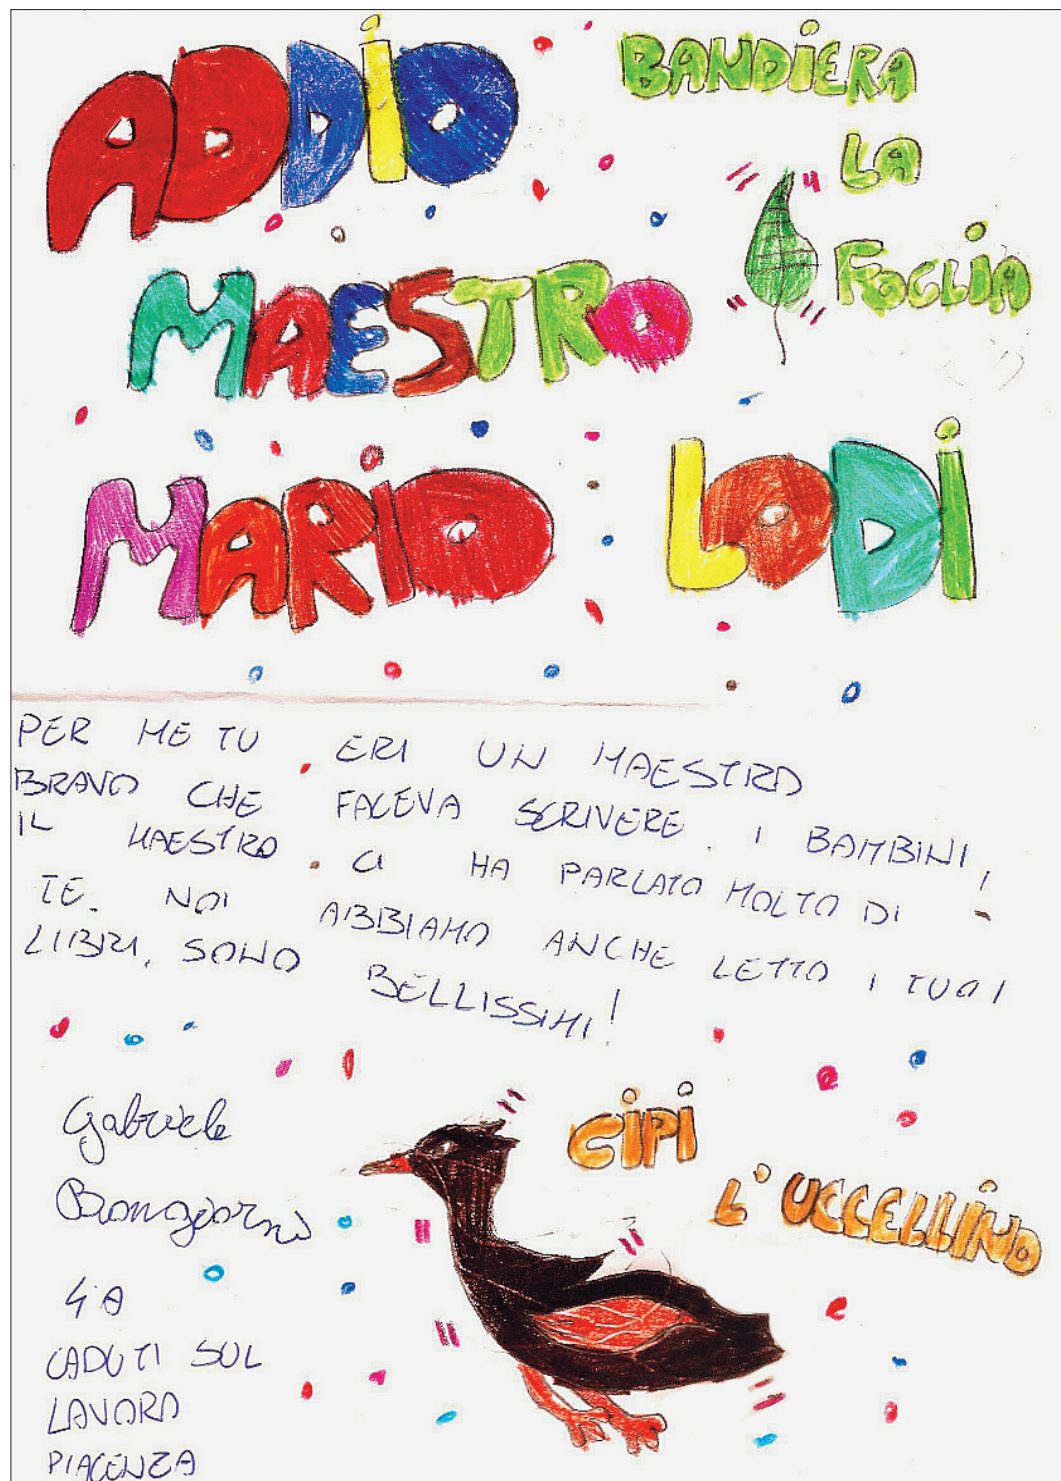 ADDIO
MAESTRO
MARIO LODI
BANDIERA
LA
FOGLIA
PER ME TU ERI UN MAESTRO
BRAVO CHE FACEVA SCRIVERE I BAMBINI,
IL MAESTRO CI HA PARLATO MOLTO DI
TE. NOI ABBIAMO ANCHE LETTO I TUOI
LIBRI, SONO BELLISSIMI!
CIPI
L'UCCELLINO
Gabriele
Bongiorni
4ª A
CADUTI SUL
LAVORO
PIACENZA